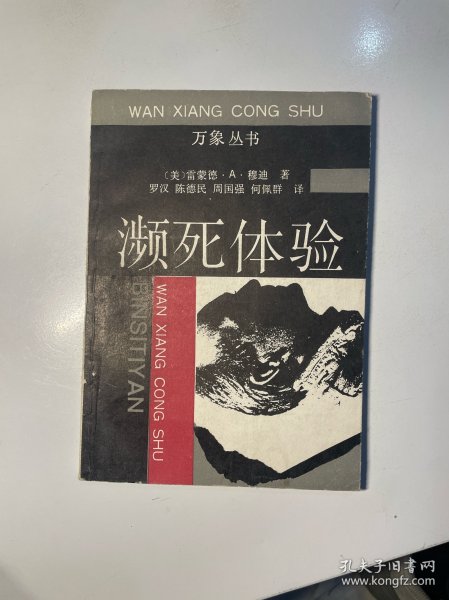 WAN XIANG CONG SHU
万象丛书
（美）雷蒙德·A·穆迪 著
罗汉 陈德民 周国强 何佩群 译
濒死体验
BINSITIYAN
WAN XIANG CONG SHU
孔夫子旧书网
www.kongfz.com